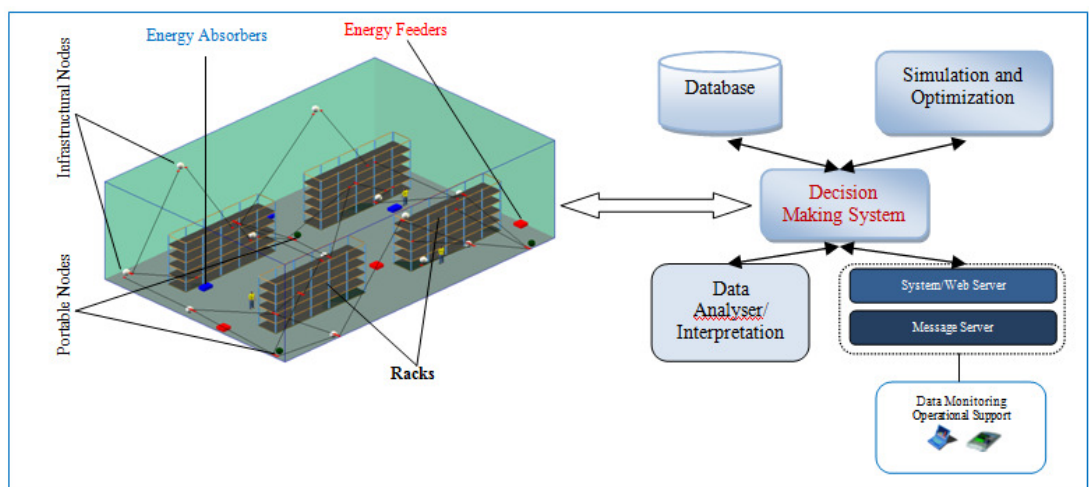 Energy Absorbers
Energy Feeders
Infrastructural Nodes
Portable Nodes
Racks
Database
Simulation and
Optimization
Decision
Making System
Data
Analyser/
Interpretation
System/Web Server
Message Server
Data Monitoring
Operational Support